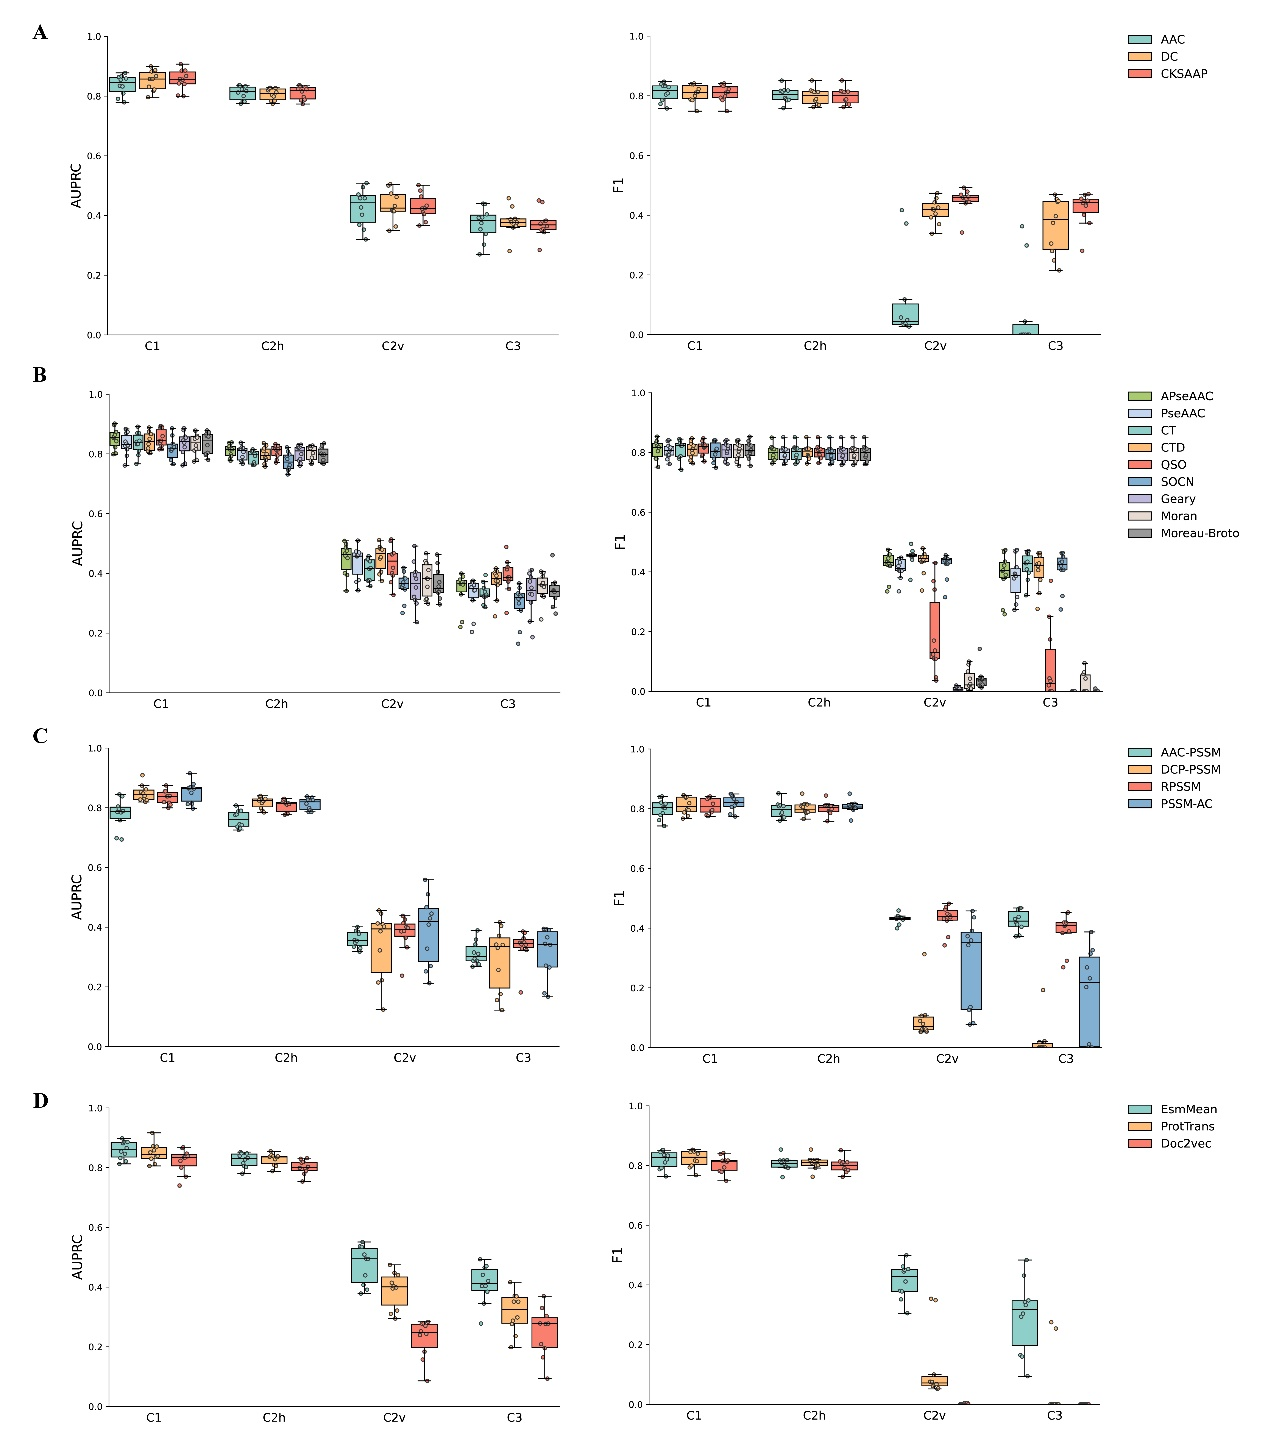 A
1.0
0.8
0.6
0.4
0.2
0.0
AUPRC
C1
C2h
C2v
C3
1.0
0.8
0.6
0.4
0.2
0.0
F1
C1
C2h
C2v
C3
AAC
DC
CKSAAP
B
1.0
0.8
0.6
0.4
0.2
0.0
AUPRC
C1
C2h
C2v
C3
1.0
0.8
0.6
0.4
0.2
0.0
F1
C1
C2h
C2v
C3
APseAAC
PseAAC
CT
CTD
QSO
SOCN
Geary
Moran
Moreau-Broto
C
1.0
0.8
0.6
0.4
0.2
0.0
AUPRC
C1
C2h
C2v
C3
1.0
0.8
0.6
0.4
0.2
0.0
F1
C1
C2h
C2v
C3
AAC-PSSM
DCP-PSSM
RPSSM
PSSM-AC
D
1.0
0.8
0.6
0.4
0.2
0.0
AUPRC
C1
C2h
C2v
C3
1.0
0.8
0.6
0.4
0.2
0.0
F1
C1
C2h
C2v
C3
EsmMean
ProtTrans
Doc2vec